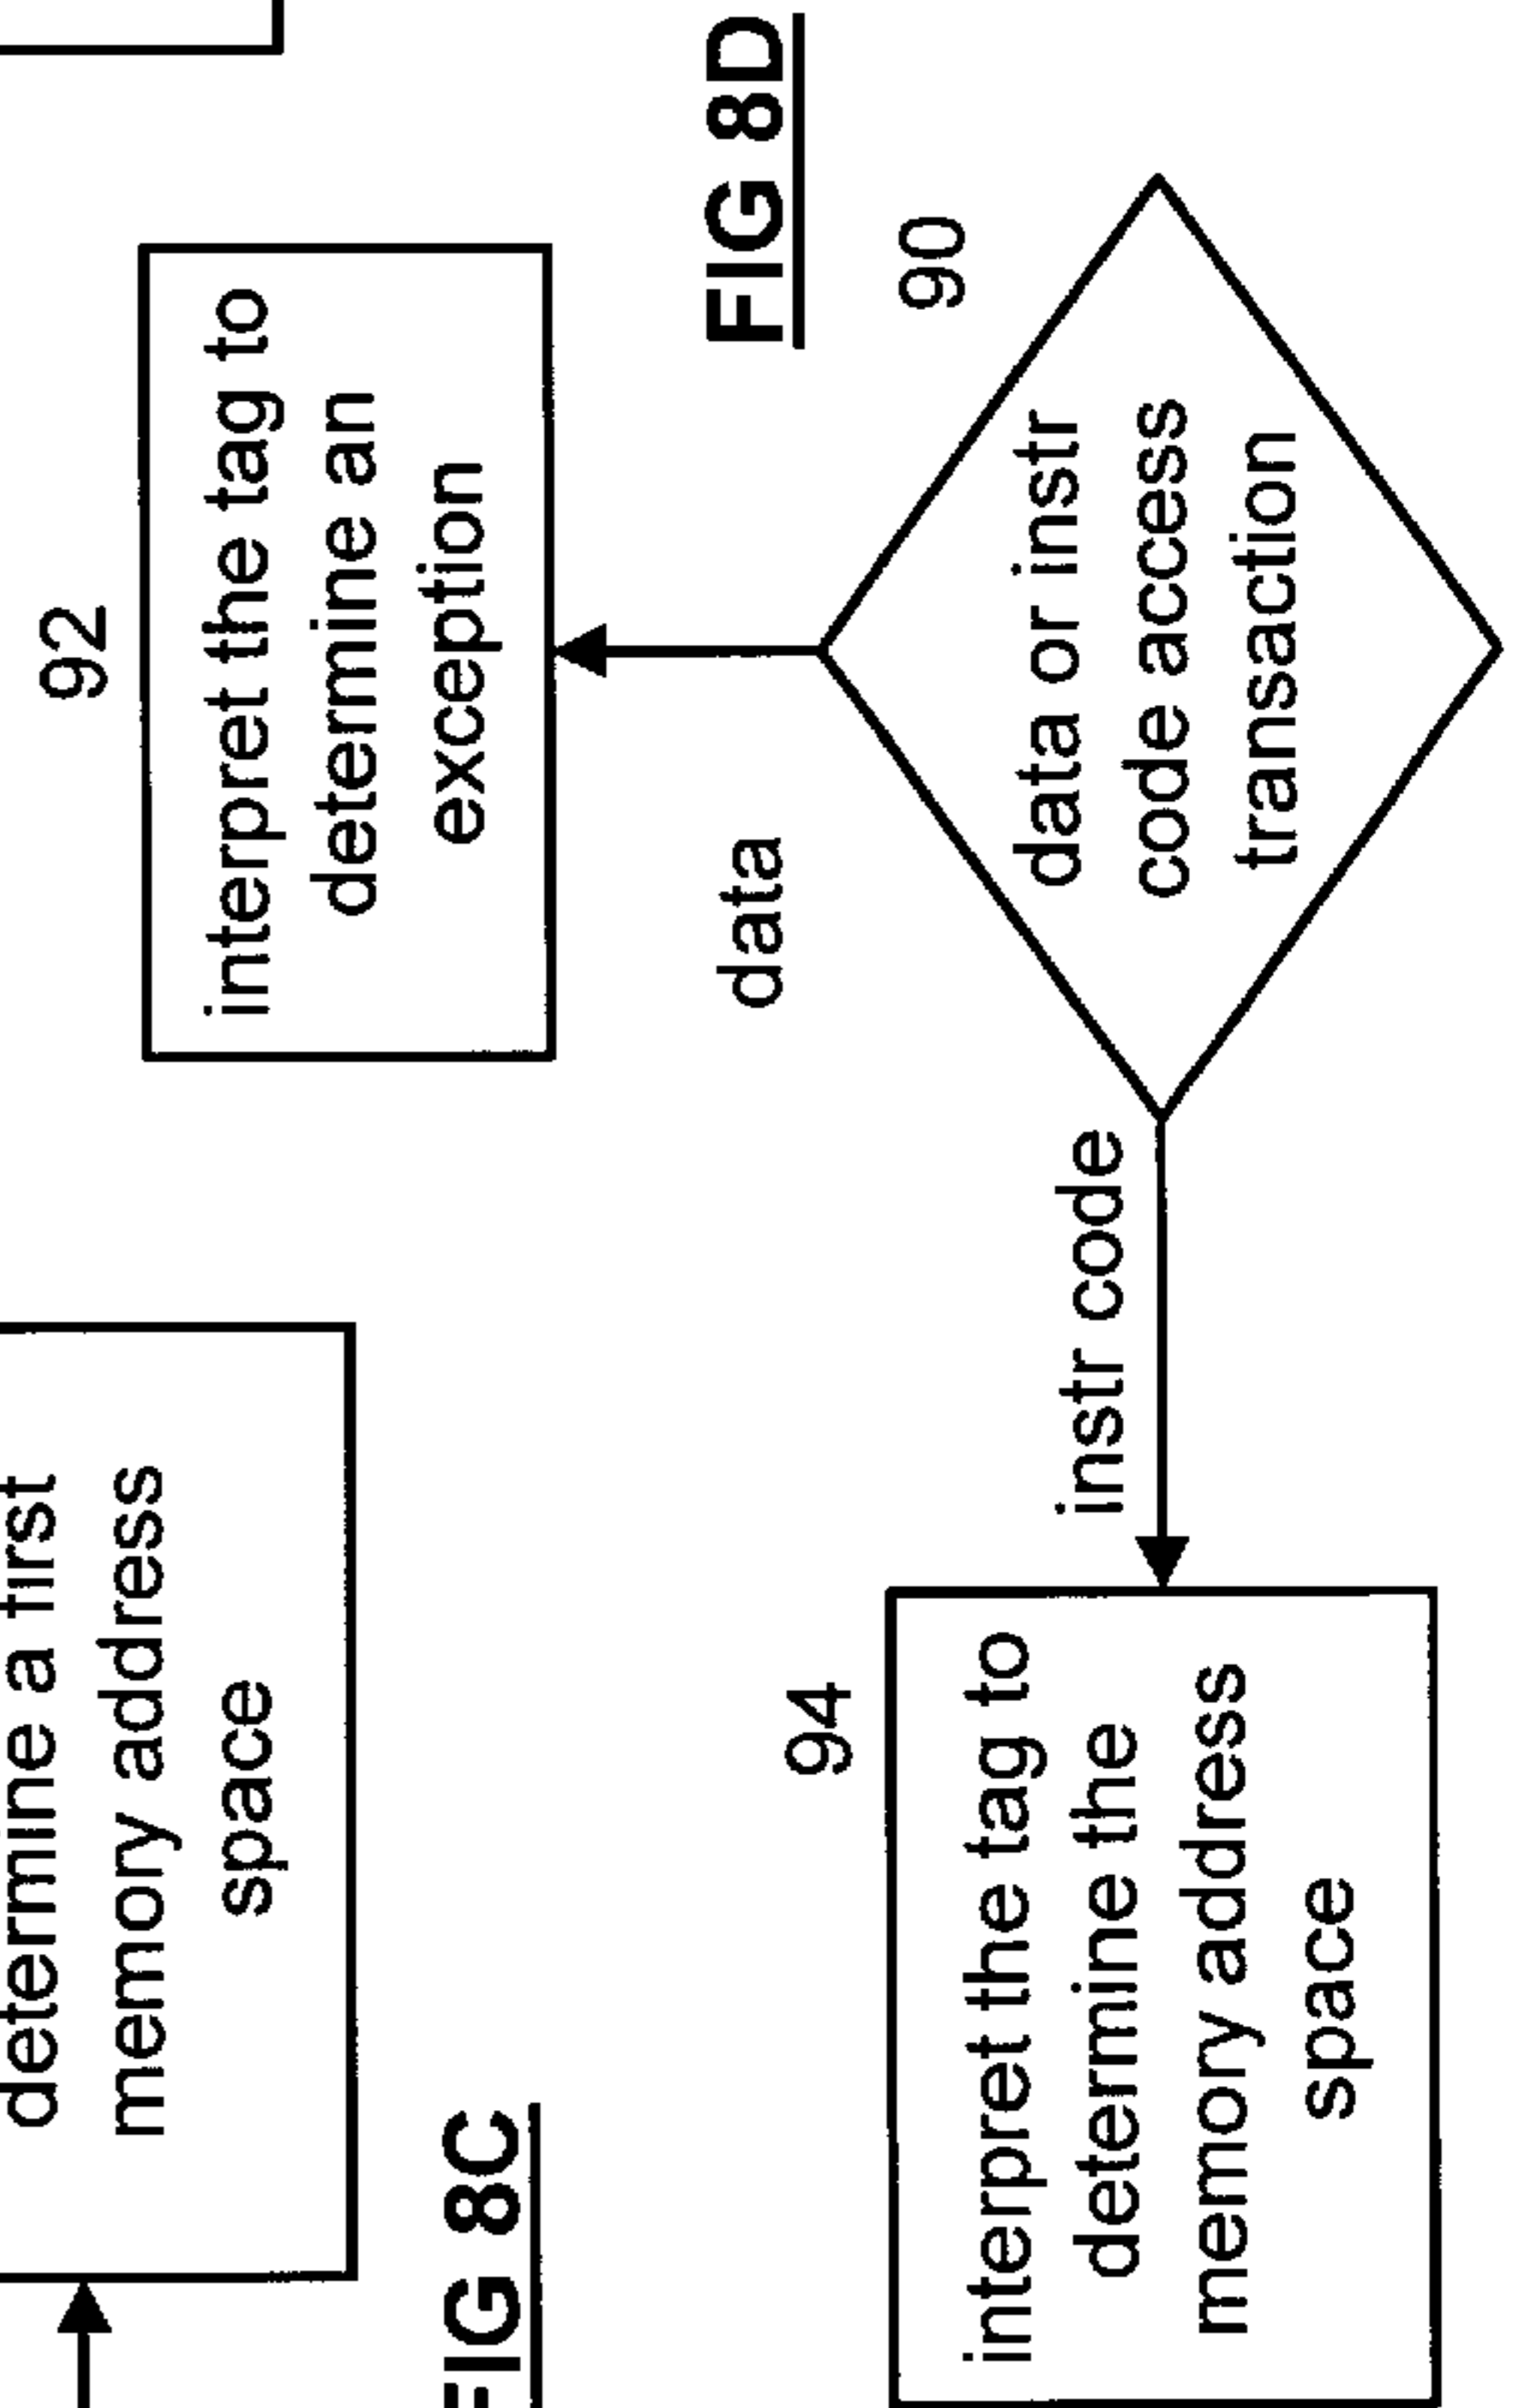 determine a first
memory address
space
FIG 8C
92
interpret the tag to
determine an
exception
data
FIG 8D
90
data or instr
code access
transaction
instr code
94
interpret the tag to
determine the
memory address
space